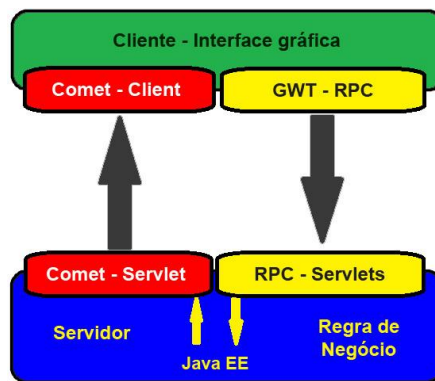 Cliente - Interface gráfica
Comet - Client
GWT - RPC
Comet - Servlet
RPC - Servlets
Servidor
Regra de
Negócio
Java EE